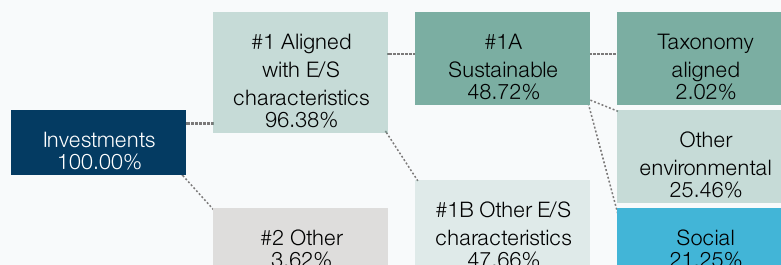 Investments
100.00%
#1 Aligned
with E/S
characteristics
96.38%
#2 Other
3.62%
#1A
Sustainable
48.72%
#1B Other E/S
characteristics
47.66%
Taxonomy
aligned
2.02%
Other
environmental
25.46%
Social
21.25%